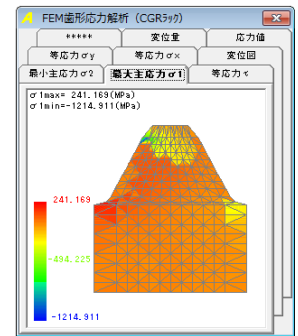 FEM歯形応力解析 (CGRラック)
***** 変位量 応力値
等応力σy 等応力σx 変位図
最小主応力σ2 最大主応力σ1 等応力τ
σ1max= 241.169(MPa)
σ1min=-1214.911(MPa)
241.169
-494.225
-1214.911